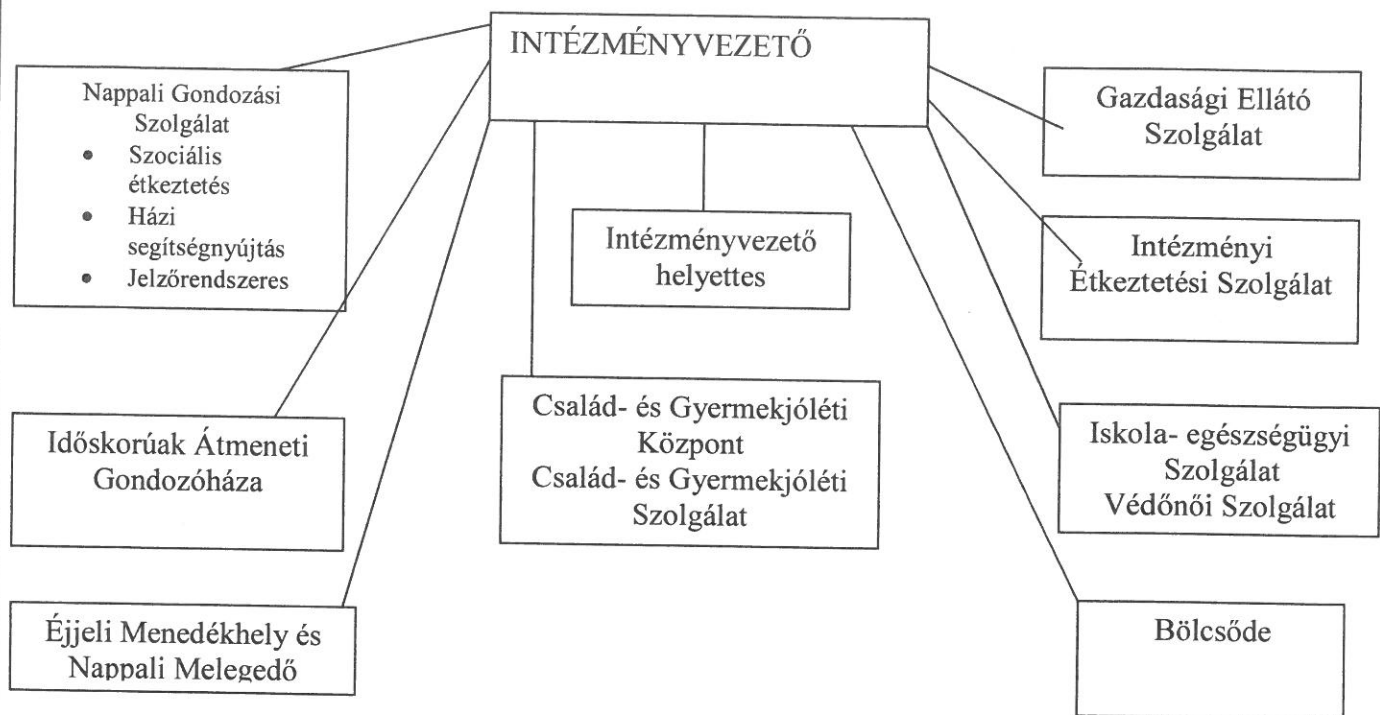 INTÉZMÉNYVEZETŐ
Nappali Gondozási
Szolgálat
• Szociális
étkeztetés
• Házi
segítségnyújtás
• Jelzőrendszeres
Gazdasági Ellátó
Szolgálat
Intézményvezető
helyettes
Intézményi
Étkeztetési Szolgálat
Család- és Gyermekjóléti
Központ
Család- és Gyermekjóléti
Szolgálat
Időskorúak Átmeneti
Gondozóháza
Iskola- egészségügyi
Szolgálat
Védőnői Szolgálat
Éjjeli Menedékhely és
Nappali Melegedő
Bölcsőde